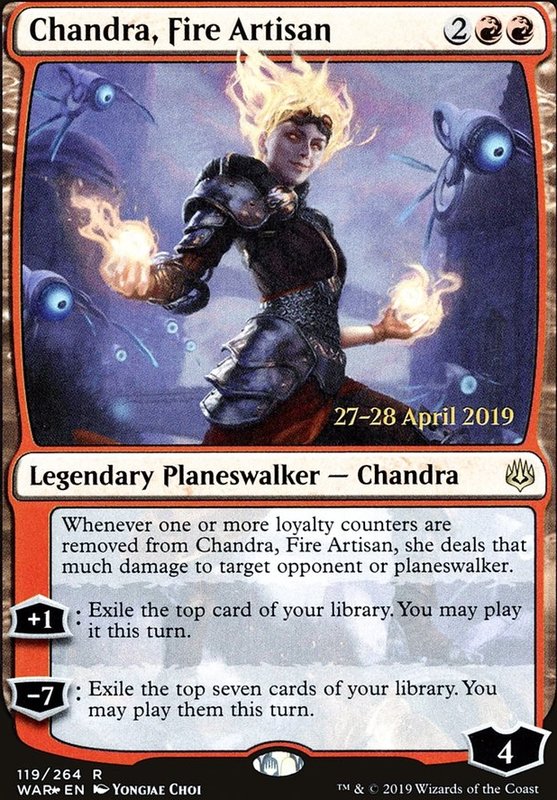 Chandra, Fire Artisan 2
27–28 April 2019
Legendary Planeswalker — Chandra
Whenever one or more loyalty counters are
removed from Chandra, Fire Artisan, she deals that
much damage to target opponent or planeswalker.
+1 : Exile the top card of your library. You may play
it this turn.
−7 : Exile the top seven cards of your library. You
may play them this turn.
4
119/264 R
WAR★EN Yongjae Choi
™ & © 2019 Wizards of the Coast